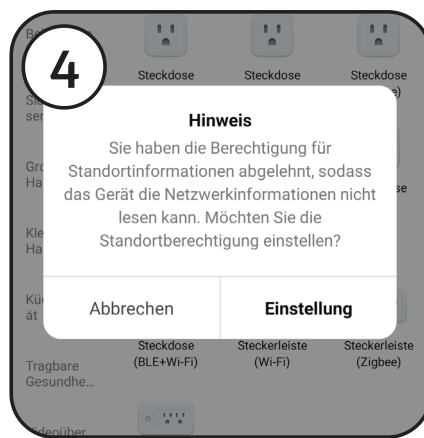 4
Steckdose
Steckdose
Steckdose
Hinweis
Sie haben die Berechtigung für
Standortinformationen abgelehnt, sodass
das Gerät die Netzwerkinformationen nicht
lesen kann. Möchten Sie die
Standortberechtigung einstellen?
Abbrechen
Einstellung
Steckdose
(BLE+Wi-Fi)
Steckerleiste
(Wi-Fi)
Steckerleiste
(Zigbee)
Tragbare
Gesundhe...